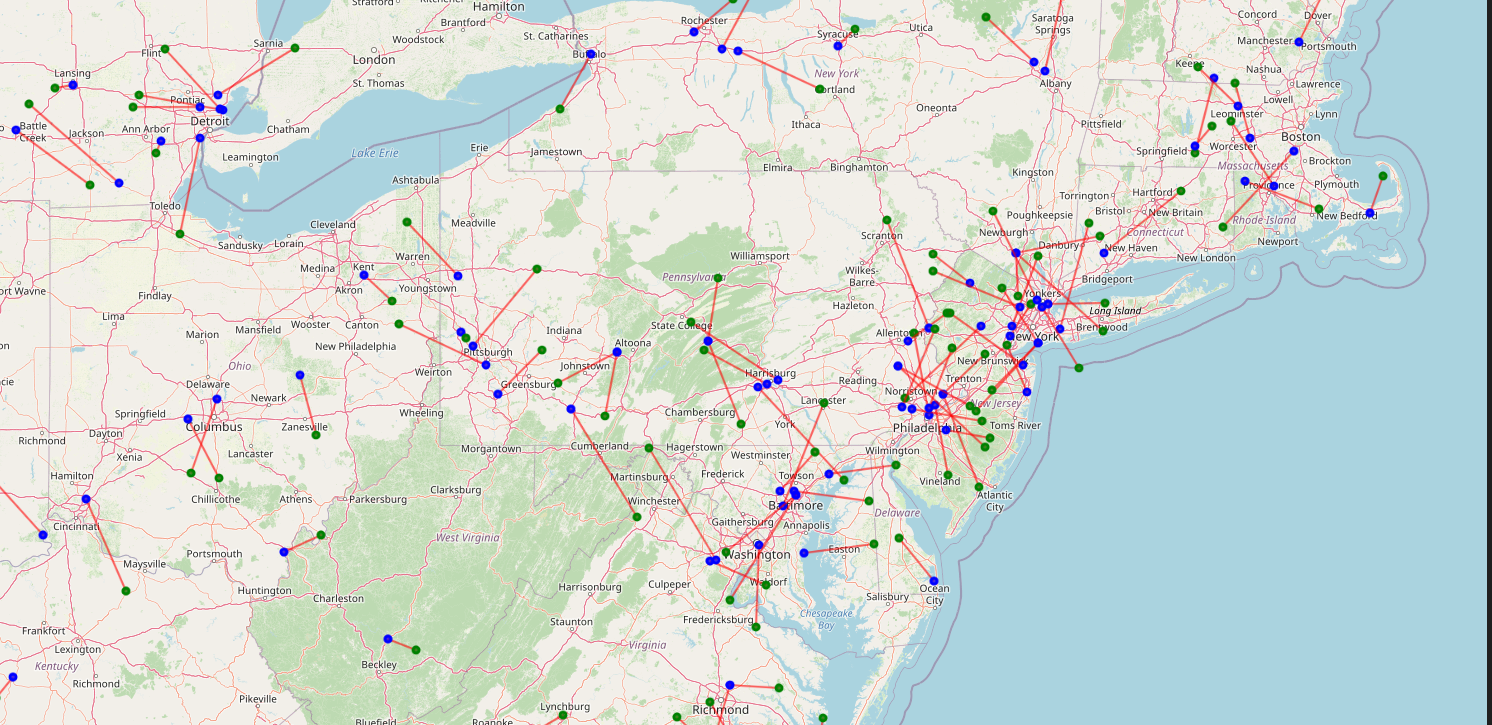 Stratford
Kitchener
Hamilton
Brantford
Woodstock
London
St. Thomas
Sarnia
Flint
Lansing
Pontiac
Detroit
Ann Arbor
Jackson
Battle
Creek
Chatham
Leamington
Toledo
Lake Erie
St. Catharines
Buffalo
Rochester
Syracuse
Utica
New York
Cortland
Ithaca
Oneonta
Elmira
Binghamton
Jamestown
Erie
Ashtabula
Saratoga
Springs
Albany
Pittsfield
Kingston
Concord
Dover
Manchester
Portsmouth
Keene
Nashua
Lawrence
Lowell
Leominster
Lynn
Boston
Worcester
Springfield
Massachusetts
Brockton
Plymouth
Providence
New Bedford
Rhode Island
Newport
Torrington
Hartford
Bristol
New Britain
Connecticut
New London
New Haven
Bridgeport
Danbury
Poughkeepsie
Newburgh
Yonkers
Long Island
Brentwood
New York
Cleveland
Meadville
Sandusky
Lorain
Medina
Kent
Akron
Warren
Youngstown
ort Wayne
Findlay
Lima
Marion
Mansfield
Wooster
Canton
New Philadelphia
Ohio
Delaware
Newark
Columbus
Zanesville
Springfield
Dayton
Richmond
Xenia
Lancaster
Hamilton
Chillicothe
Athens
Cincinnati
Portsmouth
Maysville
Huntington
Parkersburg
Charleston
Frankfort
Lexington
Kentucky
Richmond
Pikeville
Beckley
Bluefield
Roanoke
Lynchburg
Pennsylvania
Williamsport
Scranton
Wilkes-
Barre
Hazleton
State College
Altoona
Indiana
Johnstown
Pittsburgh
Greensburg
Weirton
Wheeling
Harrisburg
Reading
Allentown
Lancaster
York
Chambersburg
Norristown
Philadelphia
Trenton
New Brunswick
New Jersey
Toms River
Vineland
Atlantic
City
Wilmington
Morgantown
Cumberland
Hagerstown
Westminster
Martinsburg
Frederick
Towson
Baltimore
Winchester
Clarksburg
West Virginia
Gaithersburg
Annapolis
Washington
Easton
Delaware
Ocean
City
Salisbury
Chesapeake
Bay
Waldorf
Culpeper
Harrisonburg
Staunton
Fredericksburg
Virginia
Richmond